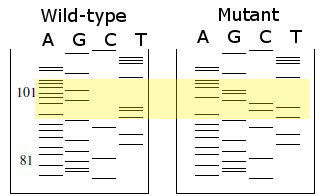 Wild-type Mutant
A G C T A G C T
101
81